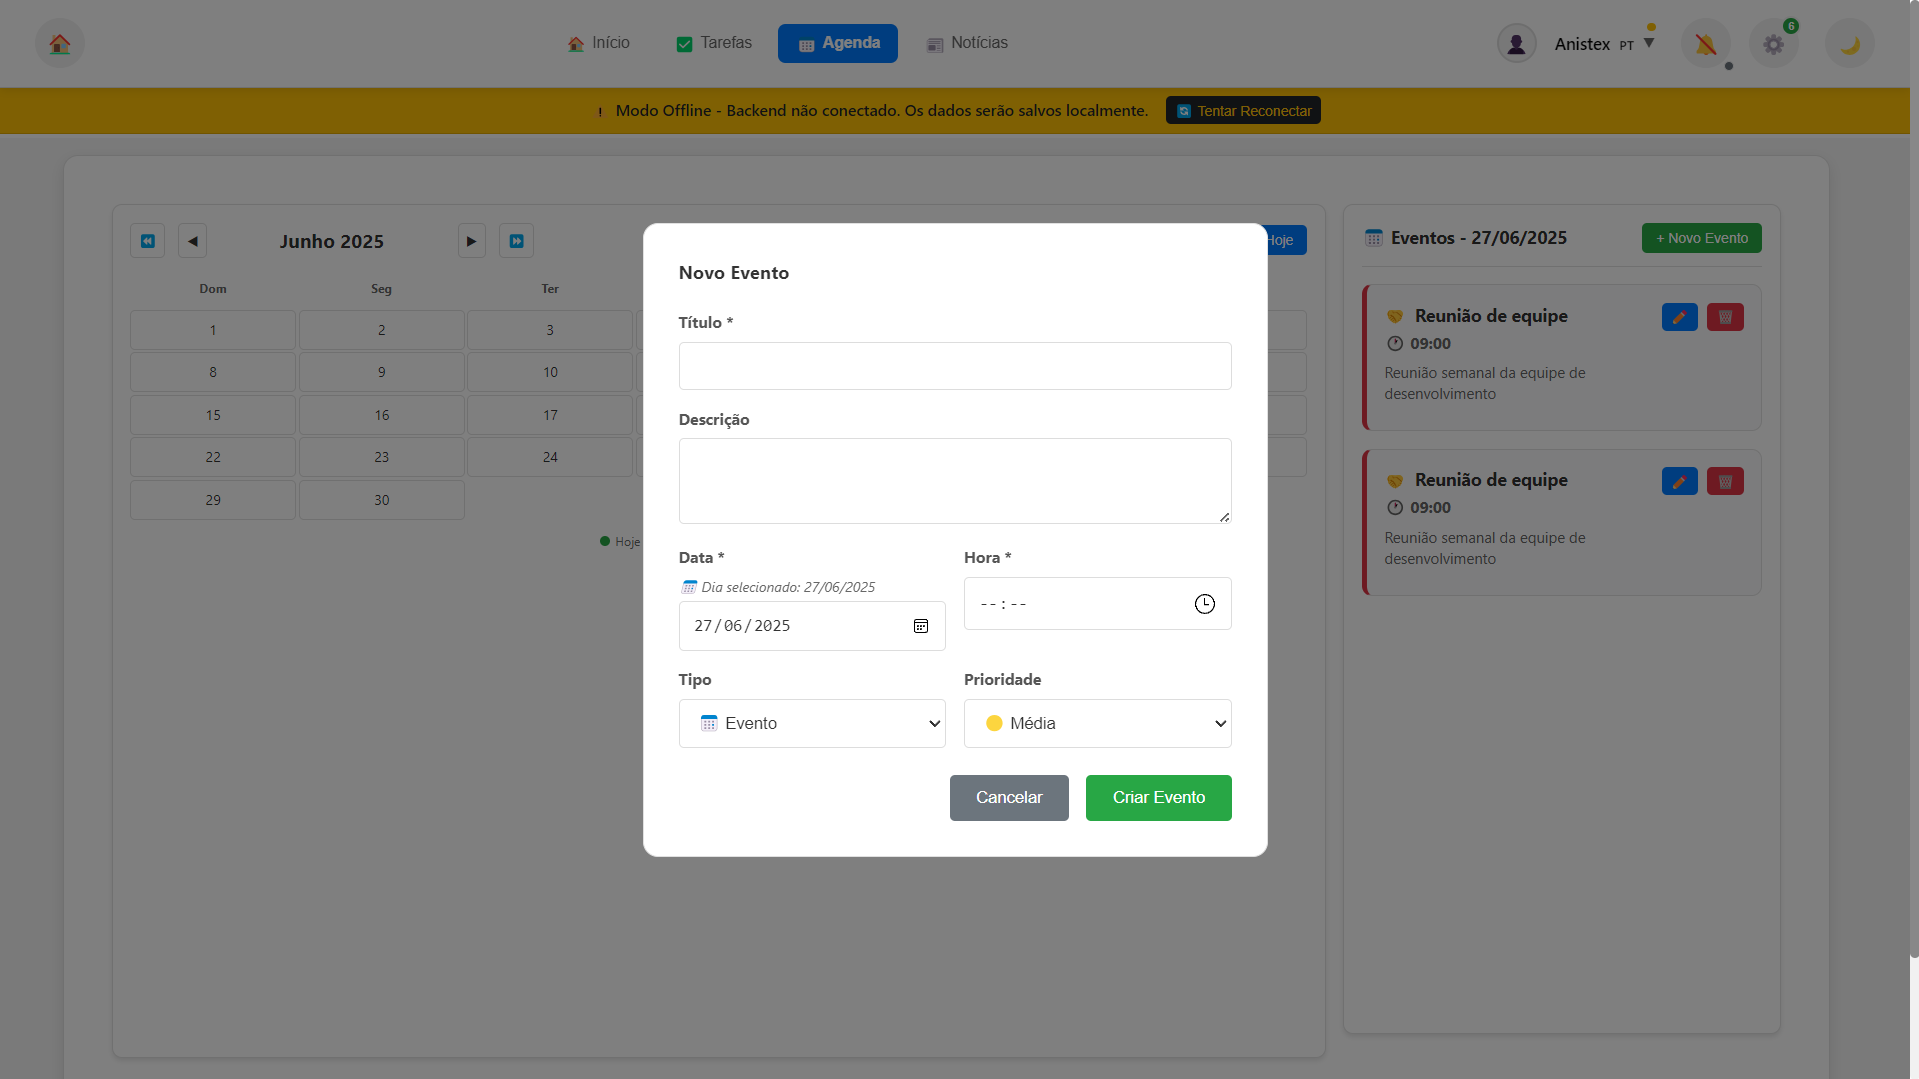 Início
Tarefas
Agenda
Notícias
Anistex PT
6
Modo Offline - Backend não conectado. Os dados serão salvos localmente.
Tentar Reconectar
Junho 2025
Hoje
Dom Seg Ter
1 2 3
8 9 10
15 16 17
22 23 24
29 30
Hoje
Novo Evento
Título *
Descrição
Data *
Dia selecionado: 27/06/2025
27/06/2025
Hora *
--:--
Tipo
Evento
Prioridade
Média
Cancelar
Criar Evento
Eventos - 27/06/2025
+ Novo Evento
Reunião de equipe
09:00
Reunião semanal da equipe de
desenvolvimento
Reunião de equipe
09:00
Reunião semanal da equipe de
desenvolvimento